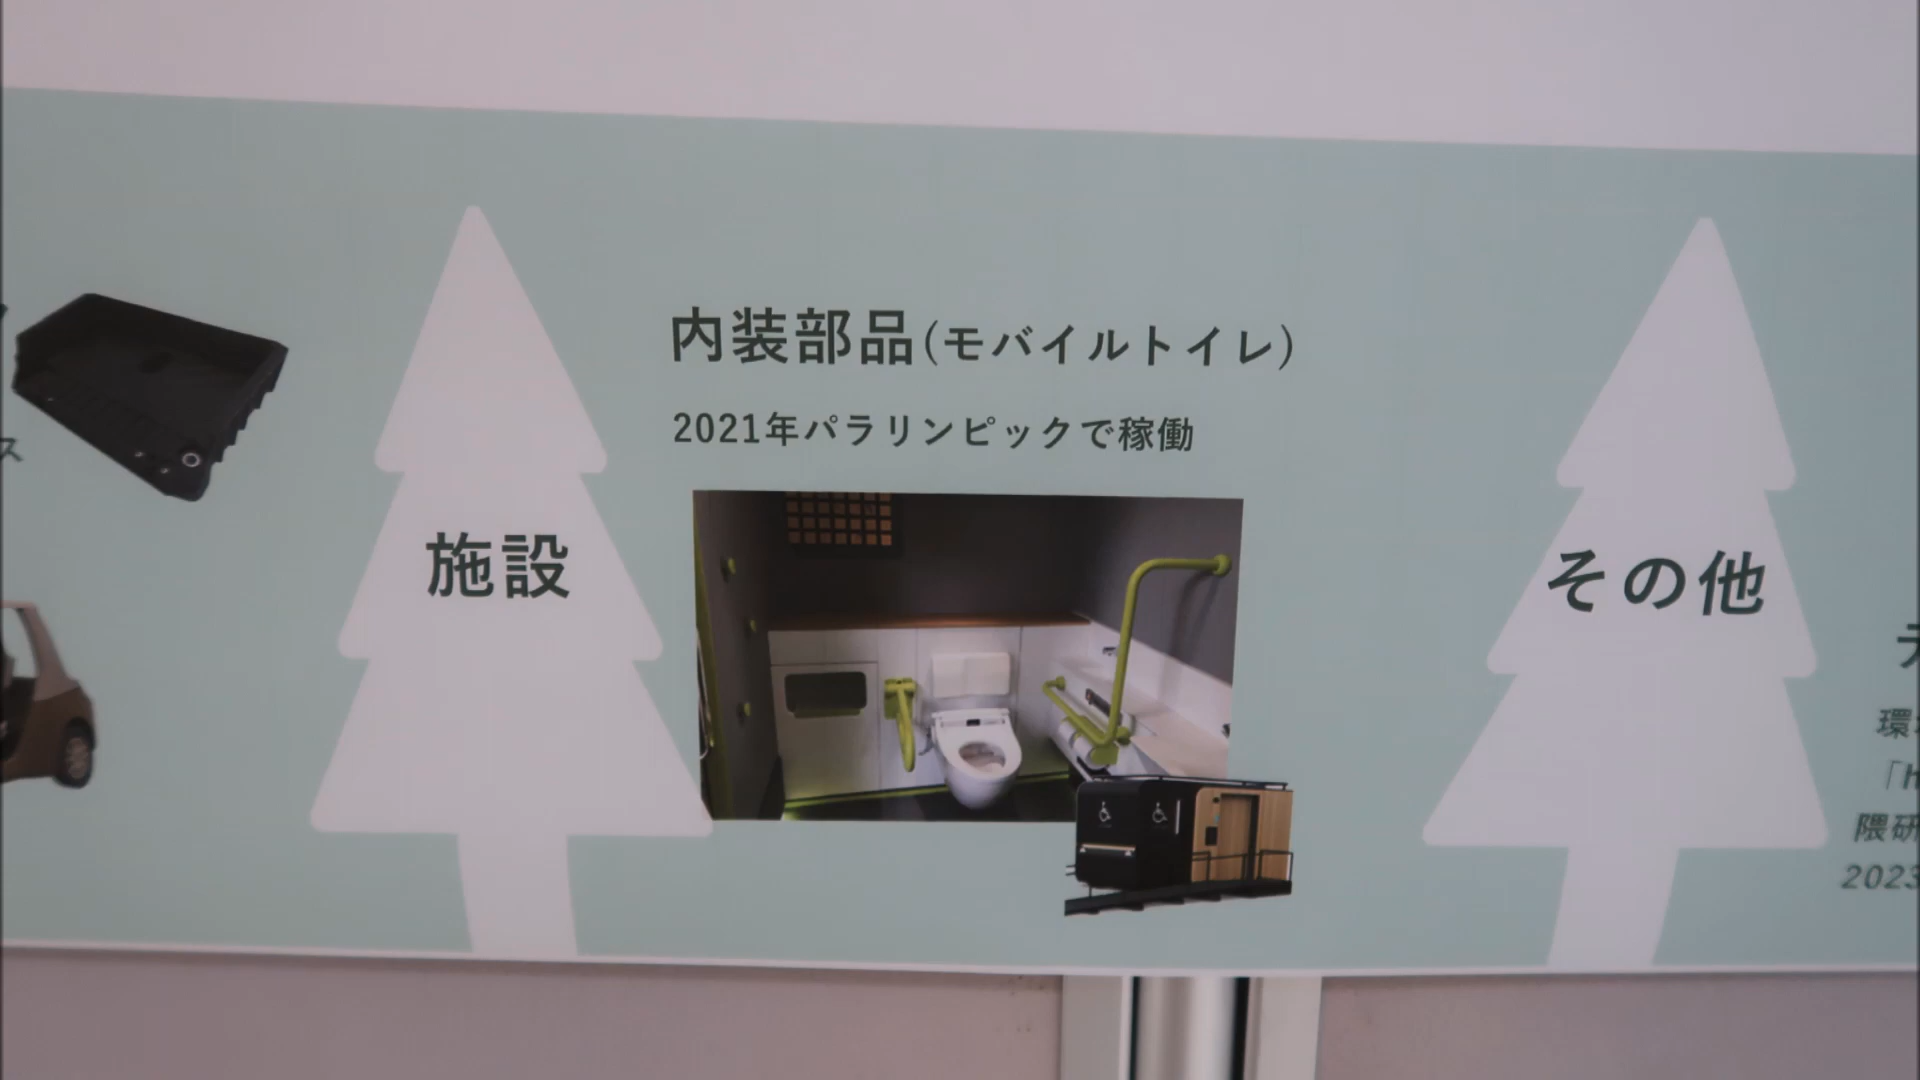 施設
内装部品(モバイルトイレ)
2021年パラリンピックで稼働
その他
ス
環
「h
隈研
2023